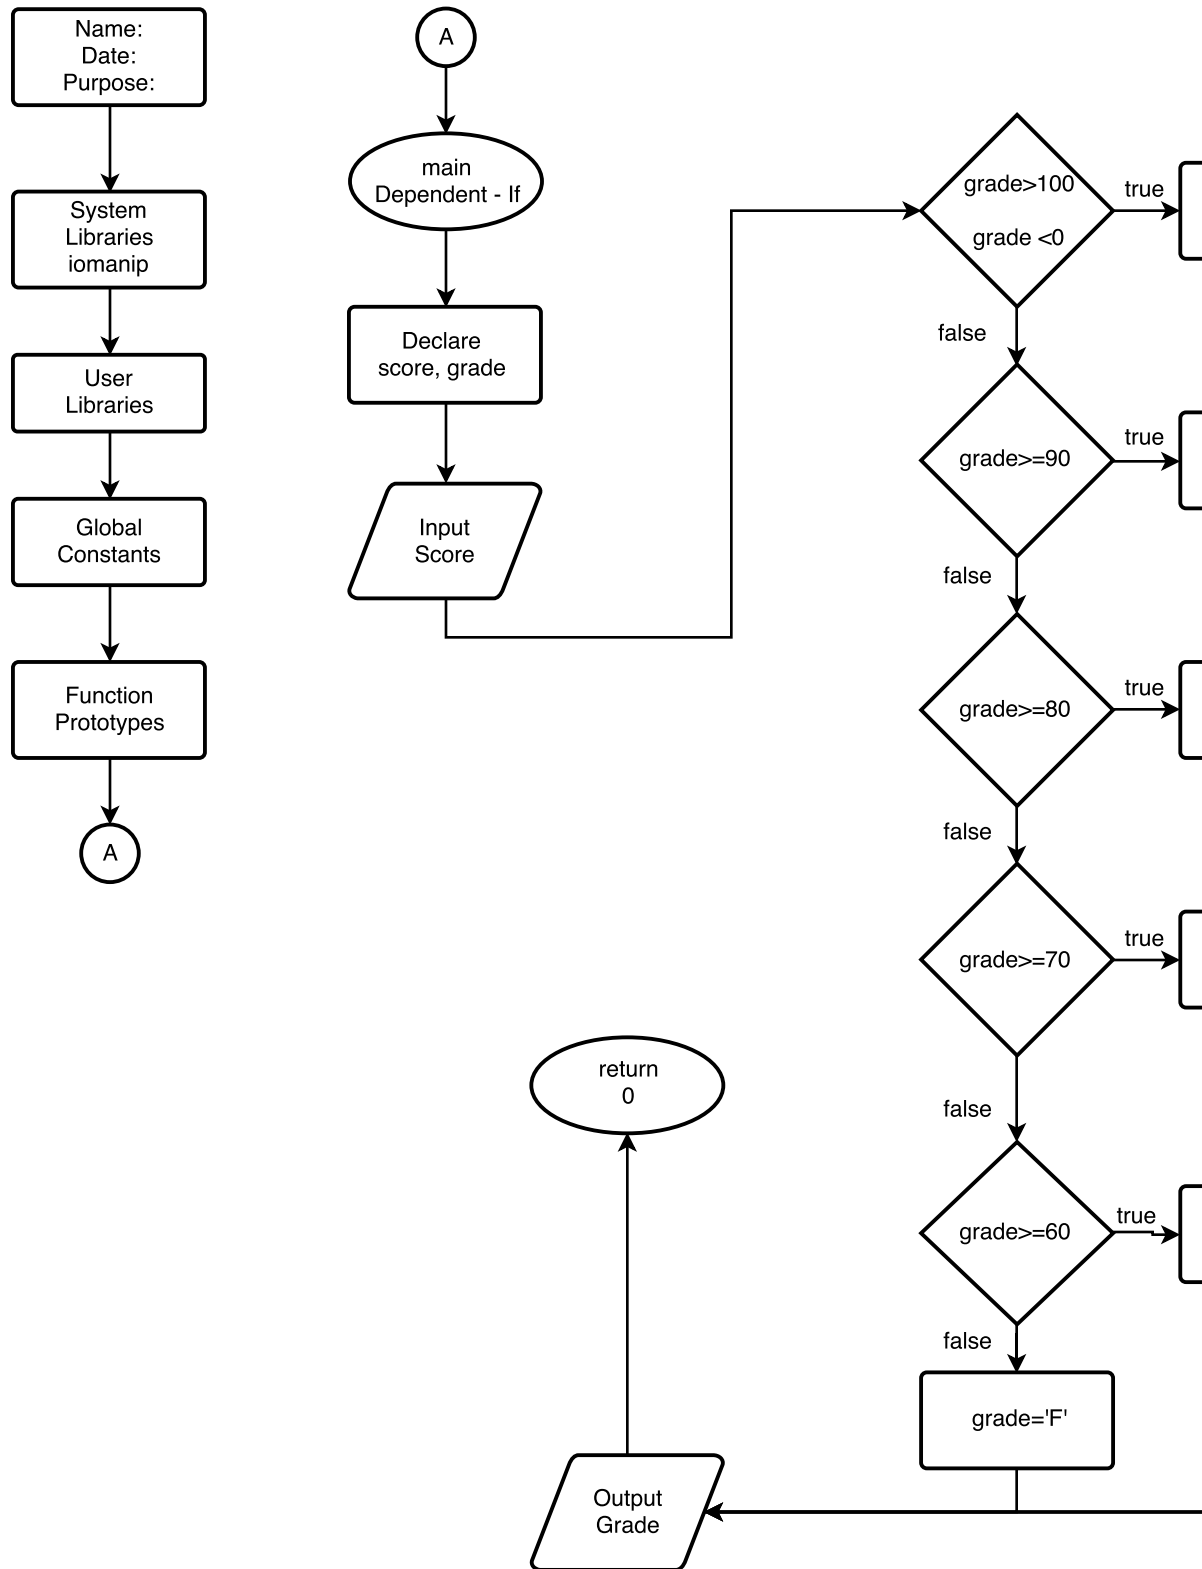 Name:
Date:
Purpose:
System
Libraries
iomanip
User
Libraries
Global
Constants
Function
Prototypes
A
A
main
Dependent - If
Declare
score, grade
Input
Score
grade>100
grade <0
true
false
grade>=90
true
false
grade>=80
true
false
grade>=70
true
false
grade>=60
true
false
grade='F'
Output
Grade
return
0